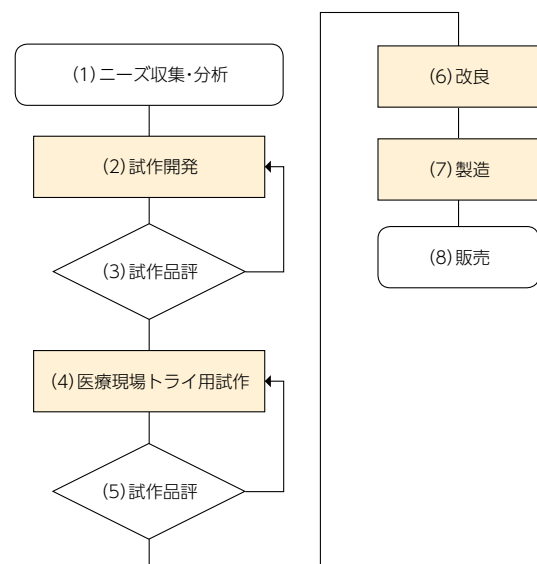 (1)ニーズ収集・分析
(2)試作開発
(3)試作品評
(4)医療現場トライ用試作
(5)試作品評
(6)改良
(7)製造
(8)販売